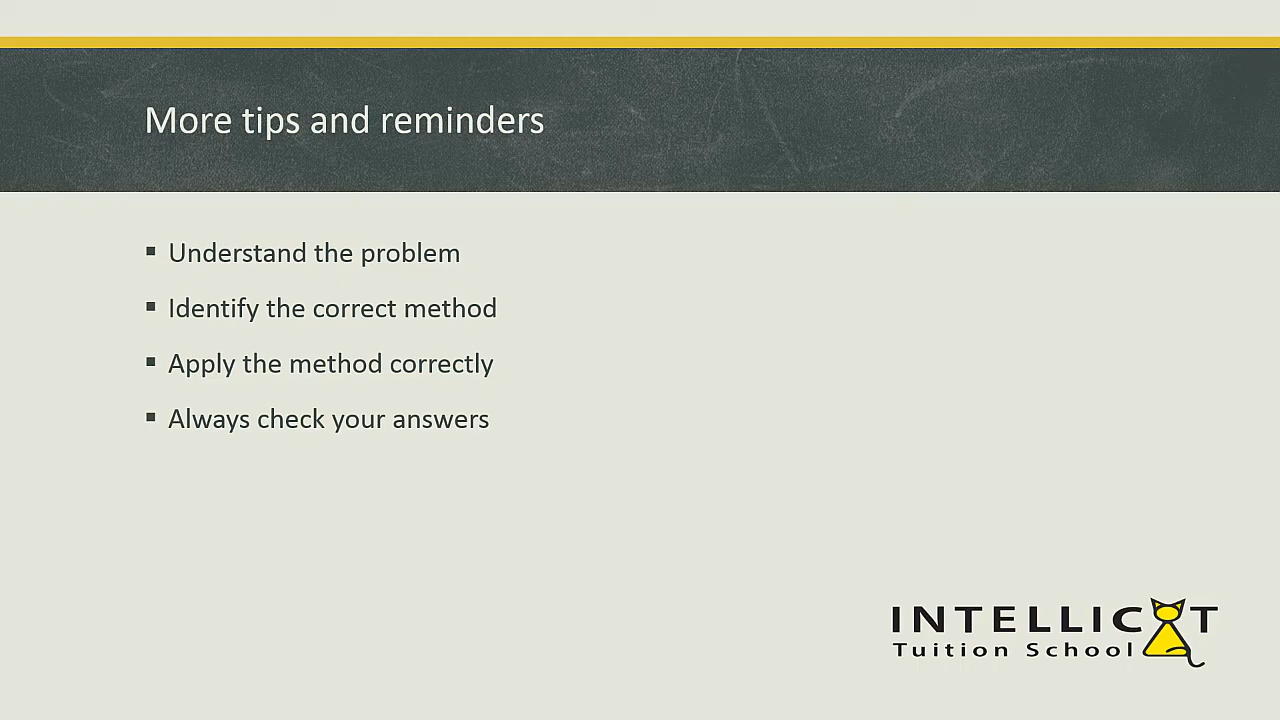 More tips and reminders
Understand the problem
Identify the correct method
Apply the method correctly
Always check your answers
INTELLICAT
Tuition School